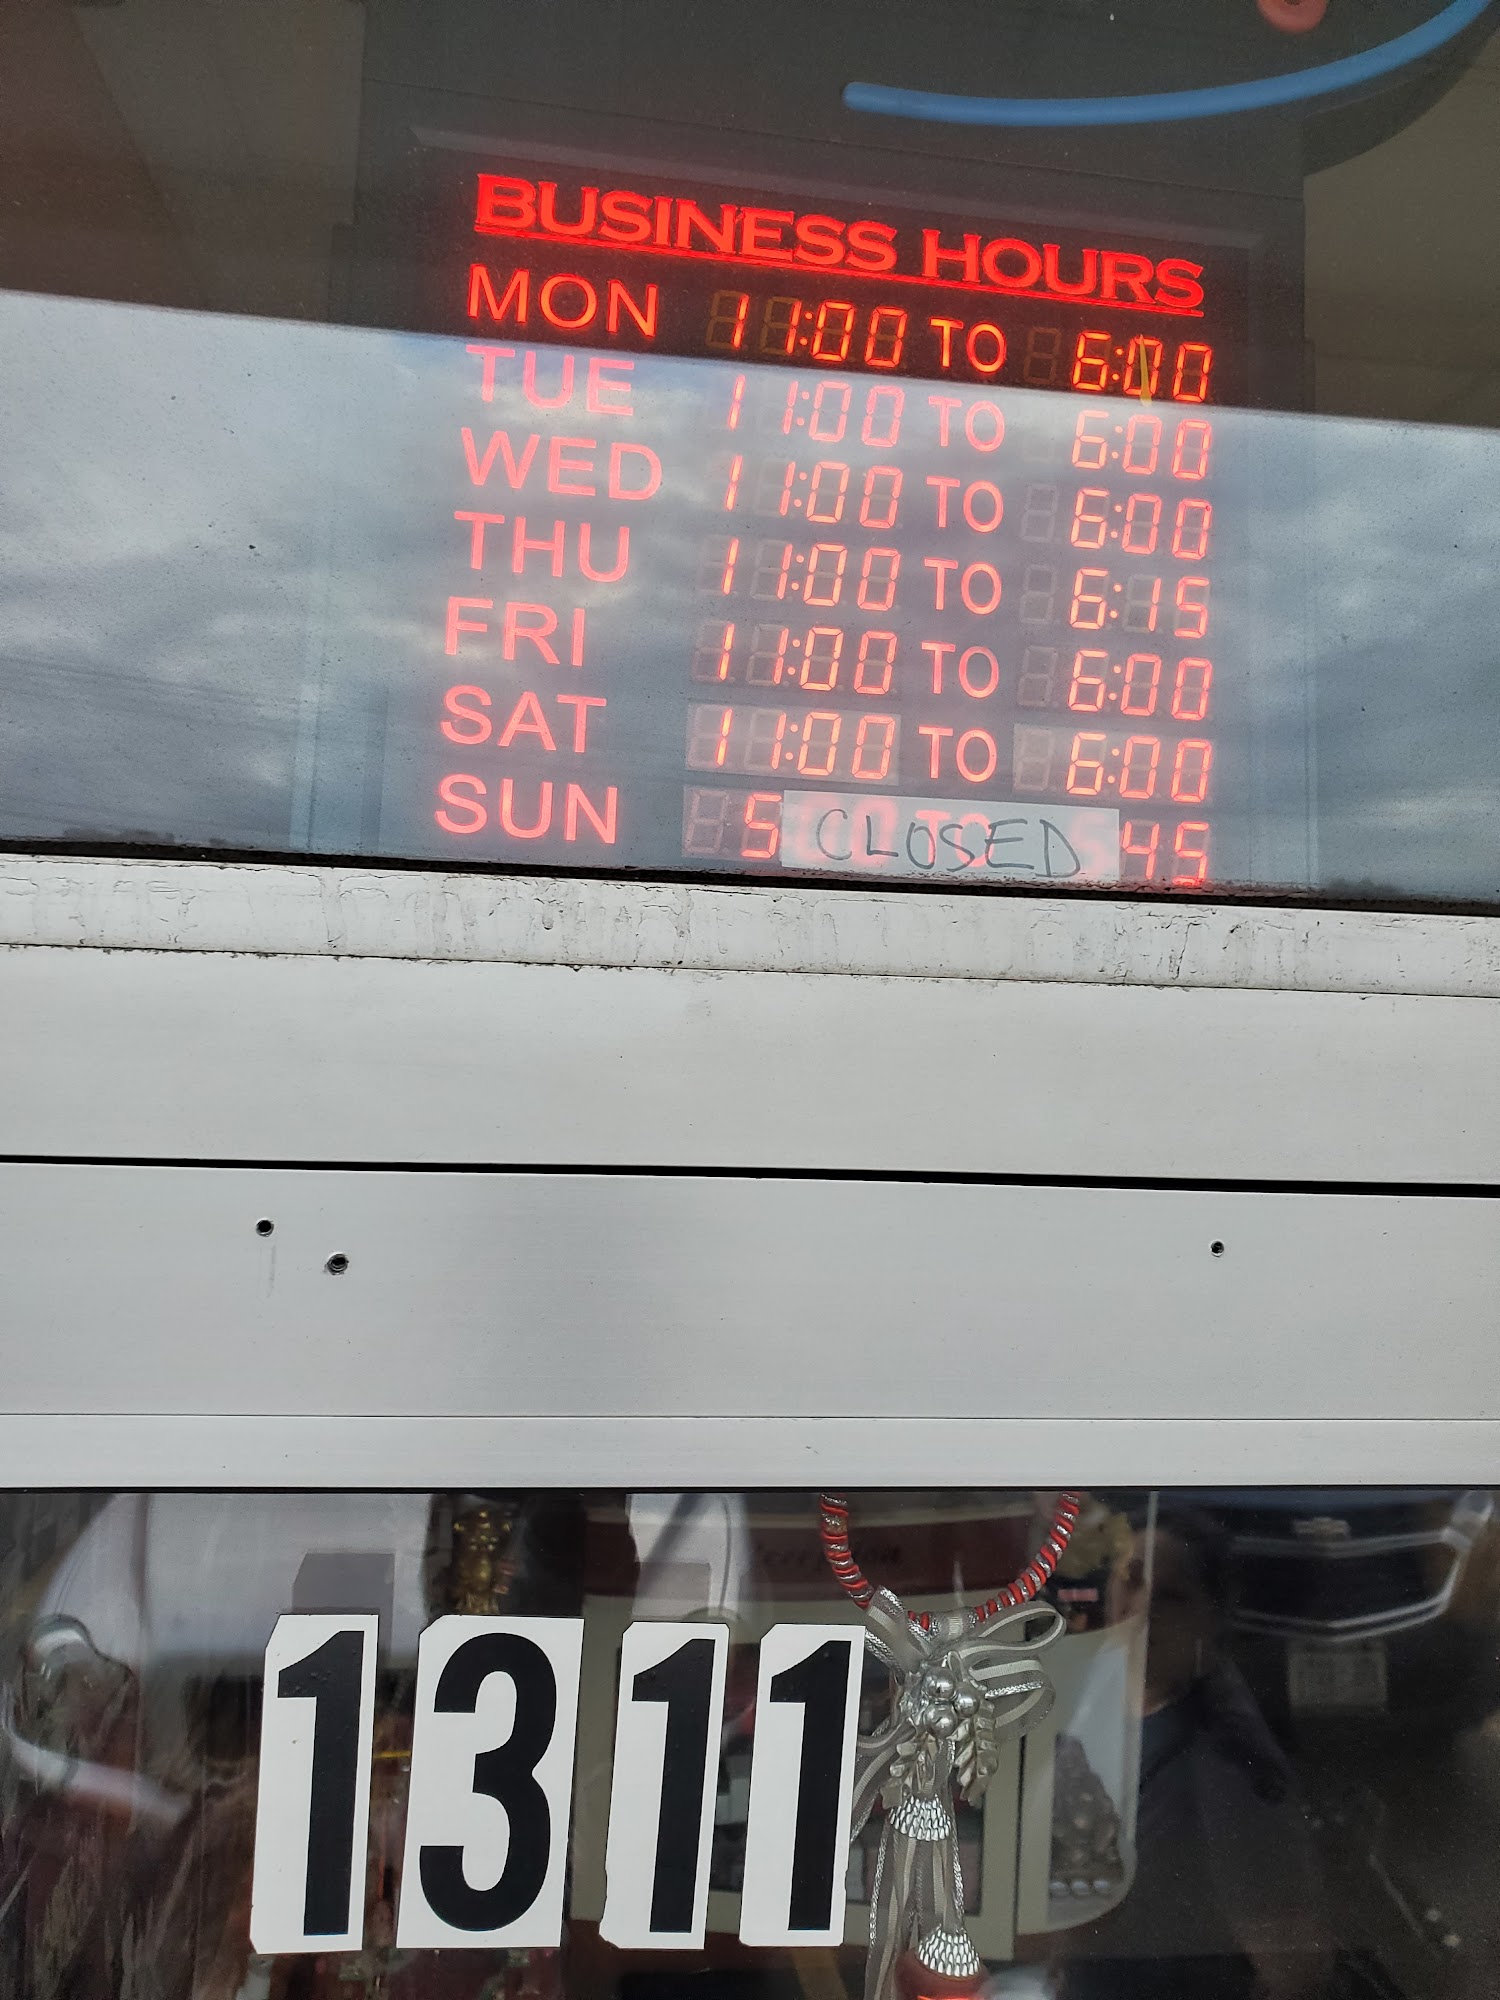 BUSINESS HOURS
MON 11:00 TO 6:00
TUE 11:00 TO 6:00
WED 11:00 TO 6:00
THU 11:00 TO 6:15
FRI 11:00 TO 6:00
SAT 11:00 TO 6:00
SUN 5 CLOSED 45
1311